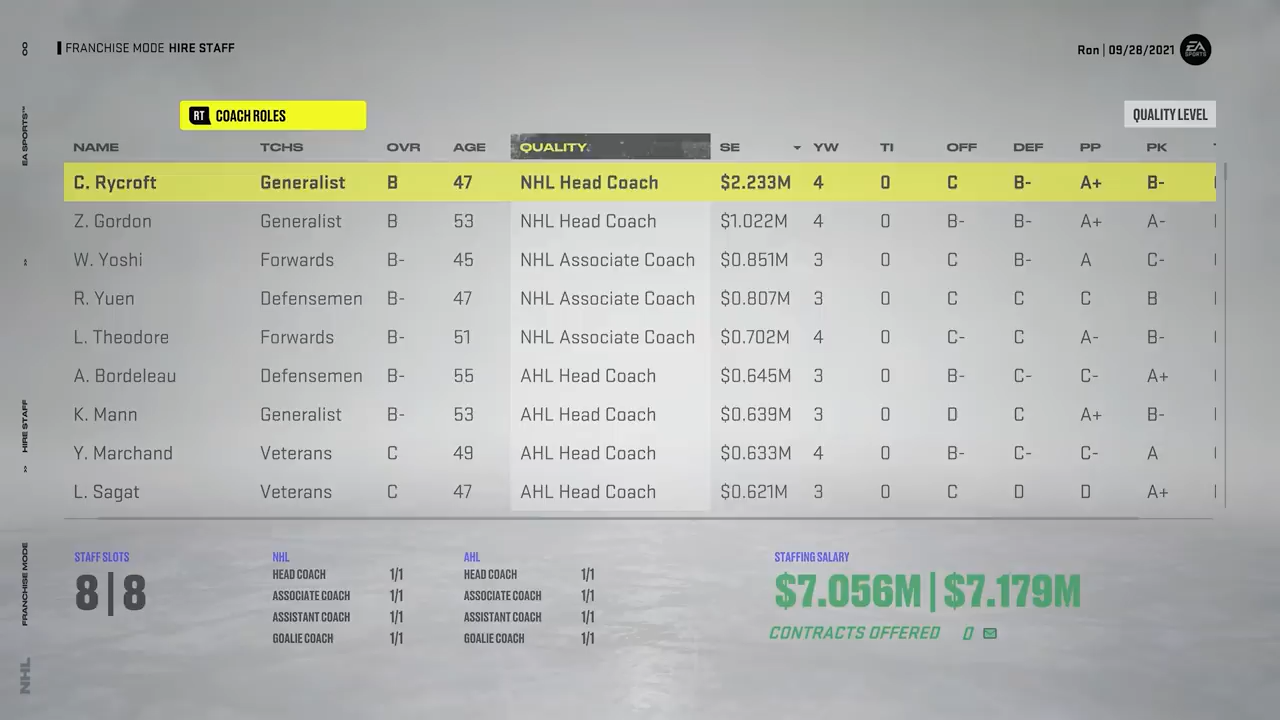 FRANCHISE MODE HIRE STAFF
Ron | 09/28/2021
EA SPORTS
RT COACH ROLES
QUALITY LEVEL
NAME TCHS OVR AGE QUALITY SE YW TI OFF DEF PP PK
C. Rycroft Generalist B 47 NHL Head Coach $2.233M 4 0 C B- A+ B-
Z. Gordon Generalist B 53 NHL Head Coach $1.022M 4 0 B- B- A+ A-
W. Yoshi Forwards B- 45 NHL Associate Coach $0.851M 3 0 C B- A C-
R. Yuen Defensemen B- 47 NHL Associate Coach $0.807M 3 0 C C C B
L. Theodore Forwards B- 51 NHL Associate Coach $0.702M 4 0 C- C A- B-
A. Bordeleau Defensemen B- 55 AHL Head Coach $0.645M 3 0 B- C- C- A+
K. Mann Generalist B- 53 AHL Head Coach $0.639M 3 0 D C A+ B-
Y. Marchand Veterans C 49 AHL Head Coach $0.633M 4 0 B- C- C- A
L. Sagat Veterans C 47 AHL Head Coach $0.621M 3 0 C D D A+
STAFF SLOTS
8|8
NHL
HEAD COACH 1/1
ASSOCIATE COACH 1/1
ASSISTANT COACH 1/1
GOALIE COACH 1/1
AHL
HEAD COACH 1/1
ASSOCIATE COACH 1/1
ASSISTANT COACH 1/1
GOALIE COACH 1/1
STAFFING SALARY
$7.056M|$7.179M
CONTRACTS OFFERED 0
NHL FRANCHISE MODE >> HIRE STAFF >> EA SPORTS™